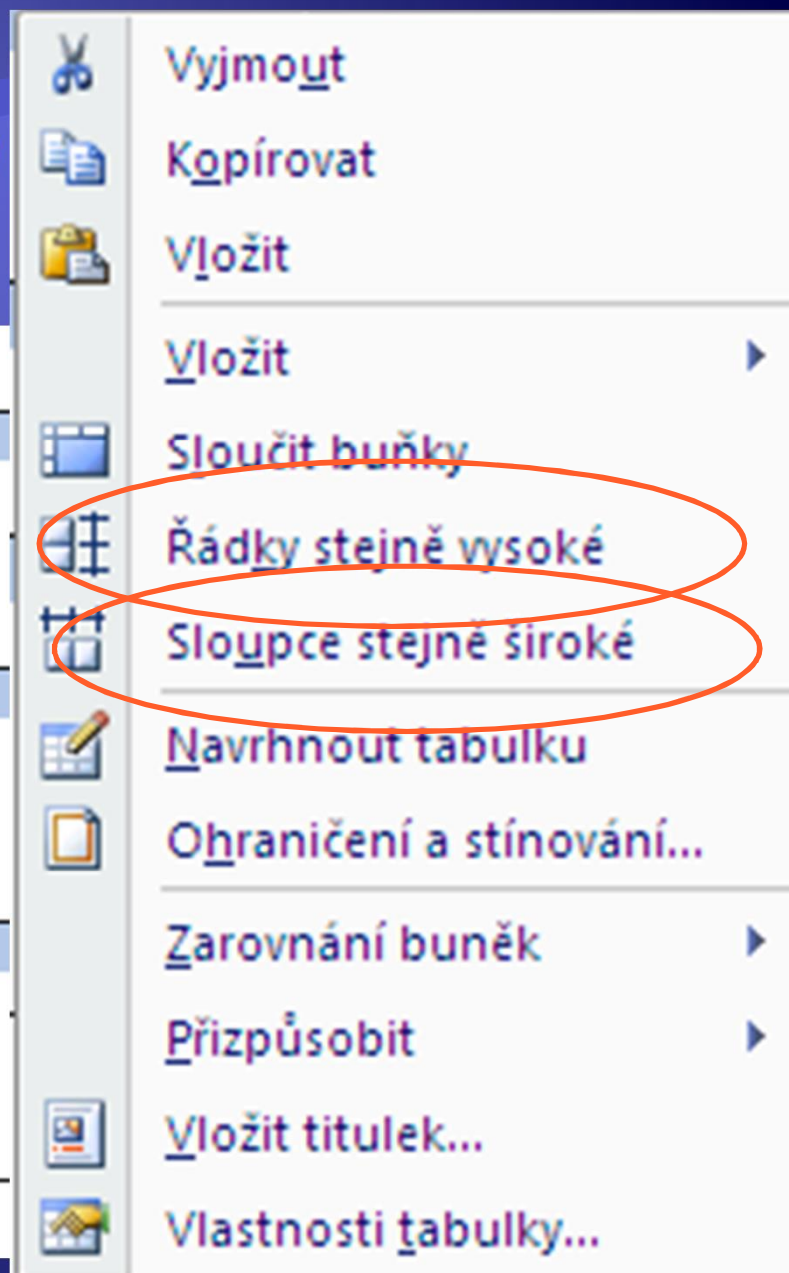 Vyjmout
Kopírovat
Vložit
Vložit
Sloučit buňky
Řádky stejně vysoké
Sloupce stejně široké
Navrhnout tabulku
Ohraničení a stínování...
Zarovnání buněk
Přizpůsobit
Vložit titulek...
Vlastnosti tabulky...